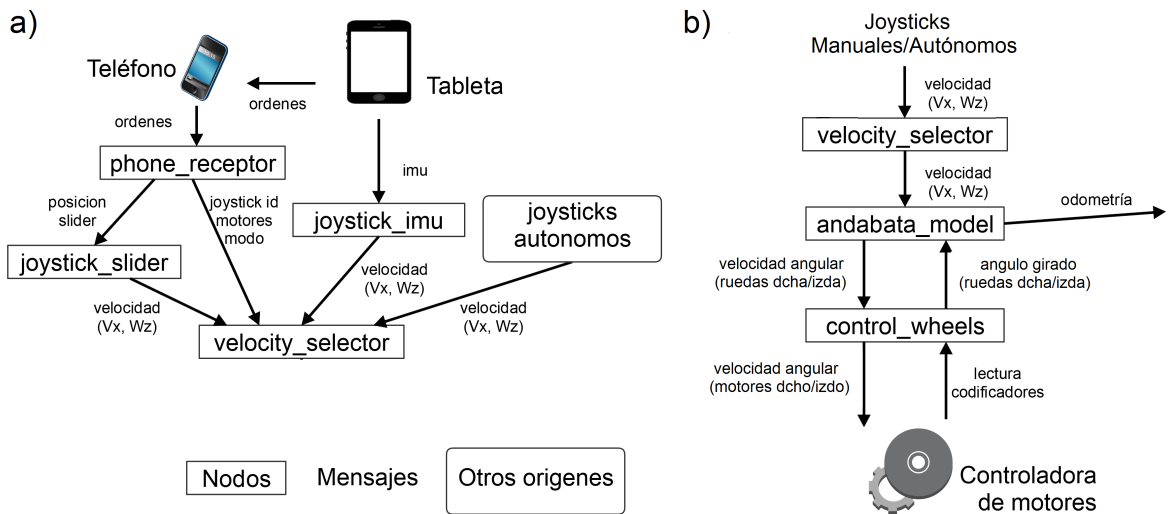 a)
Teléfono
Tableta
ordenes
ordenes
phone_receptor
imu
posicion
slider
joystick id
motores
modo
joystick_imu
joysticks
autonomos
joystick_slider
velocidad
(Vx, Wz)
velocidad
(Vx, Wz)
velocidad
(Vx, Wz)
velocity_selector
Nodos
Mensajes
Otros origenes
b)
Joysticks
Manuales/Autónomos
velocidad
(Vx, Wz)
velocity_selector
velocidad
(Vx, Wz)
odometría
andabata_model
velocidad angular
(ruedas dcha/izda)
angulo girado
(ruedas dcha/izda)
control_wheels
velocidad angular
(motores dcho/izdo)
lectura
codificadores
Controladora
de motores